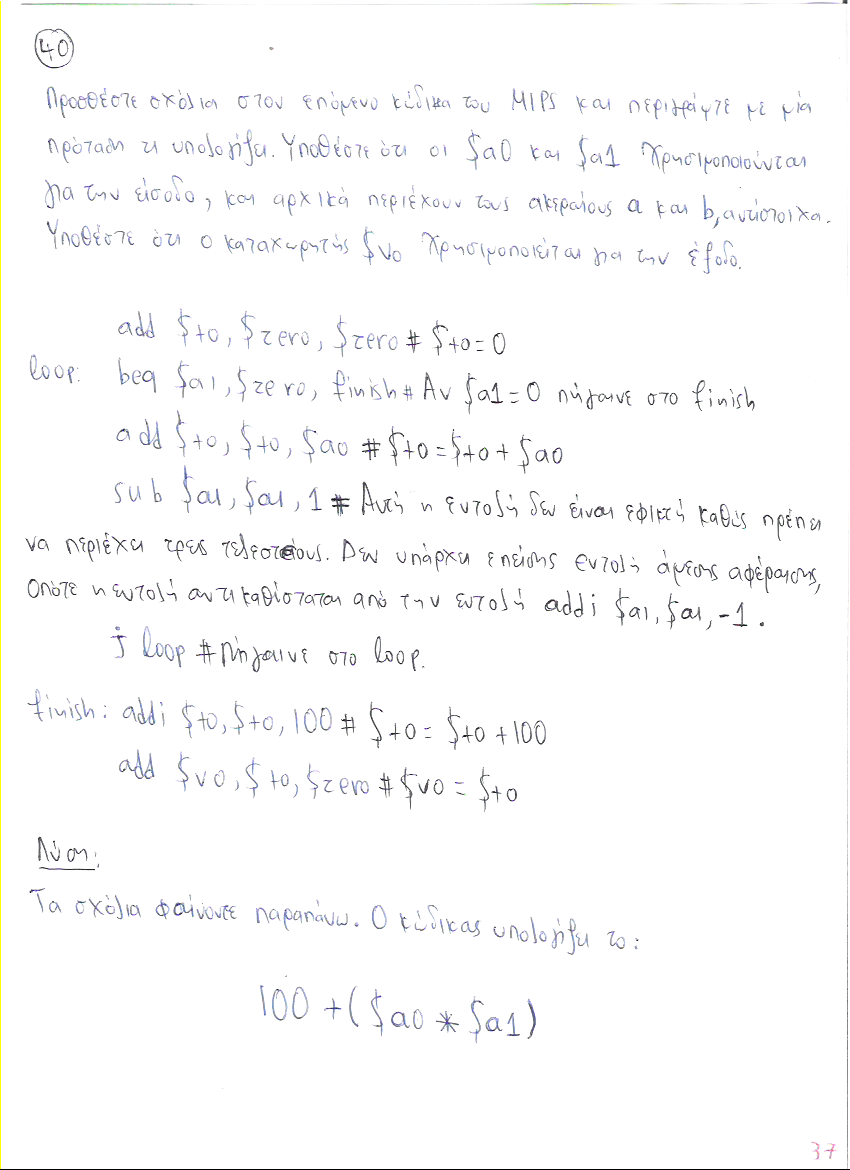 40
Προσθέστε σχόλια στον επόμενο κώδικα του MIPS και περιγράψτε με μία
πρόταση τι υπολογίζει. Υποθέστε ότι οι $a0 και $a1 χρησιμοποιούνται
για την είσοδο, και αρχικά περιέχουν τους ακεραίους a και b, αντίστοιχα.
Υποθέστε ότι ο καταχωρητής $v0 χρησιμοποιείται για την έξοδο.
add $t0, $zero, $zero # $t0=0
loop: beq $a1, $zero, finish # Αν $a1=0 πήγαινε στο finish
add $t0, $t0, $a0 # $t0=$t0+$a0
sub $a1, $a1, 1 # Αυτή η εντολή δεν είναι εφικτή καθώς πρέπει
να περιέχει τρεις τελεστέους. Δεν υπάρχει επείσης εντολή άμεσης αφέραισης,
Οπότε η εντολή αντικαθίσταται από την εντολή addi $a1, $a1, -1.
j loop # Πήγαινε στο loop.
finish: addi $t0, $t0, 100 # $t0 = $t0 +100
add $v0, $t0, $zero # $v0 = $t0
Λύση:
Τα σχόλια φαίνοντε παραπάνω. Ο κώδικας υπολογίζει το:
100 +($a0 * $a1)
37